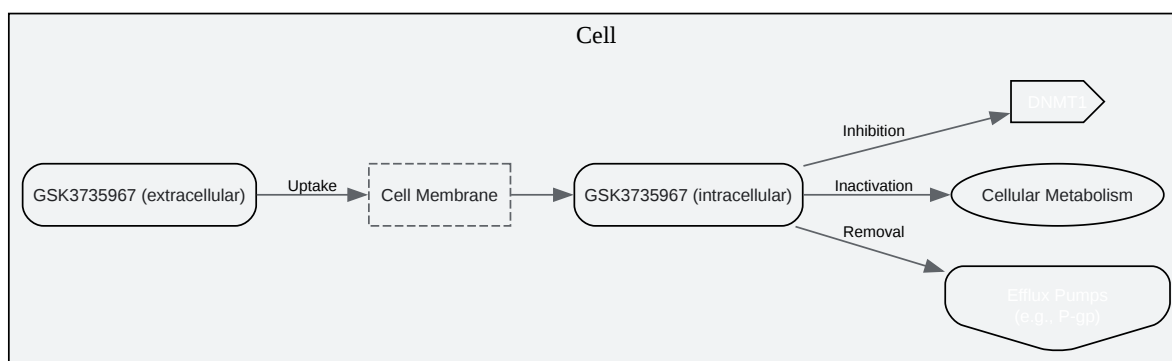 Cell
DNMT1
Inhibition
GSK3735967 (extracellular)
Uptake
Cell Membrane
GSK3735967 (intracellular)
Inactivation
Cellular Metabolism
Removal
Efflux Pumps
(e.g., P-gp)